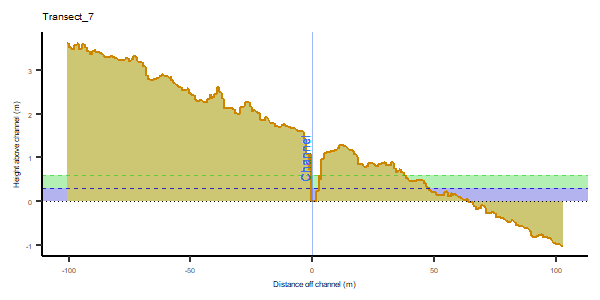 Transect_7
Height above channel (m)
3
2
1
0
-1
Channel
-100
-50
0
50
100
Distance off channel (m)